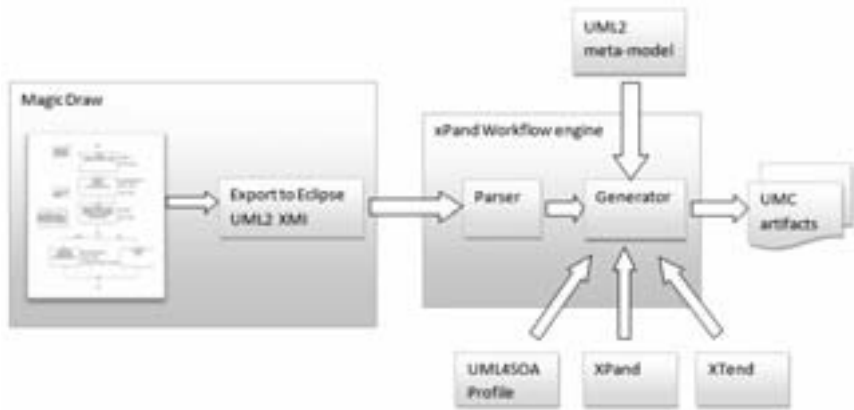 UML2
meta-model
Magic Draw
xPand Workflow engine
Export to Eclipse
UML2 XMI
Parser
Generator
UMC
artifacts
UML4SOA
Profile
XPand
XTend